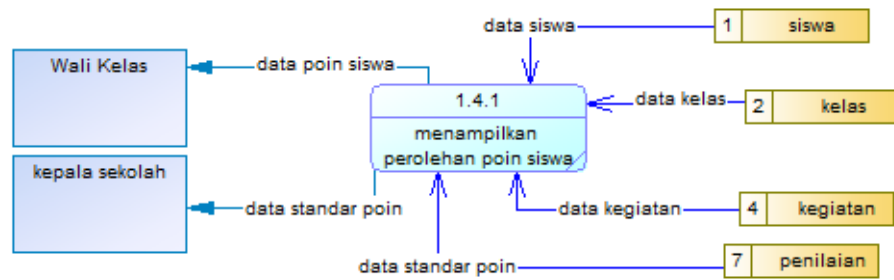 data siswa
1 siswa
Wali Kelas
data poin siswa
1.4.1
data kelas
2 kelas
menampilkan
perolehan poin siswa
kepala sekolah
data standar poin
data kegiatan
4 kegiatan
data standar poin
7 penilaian